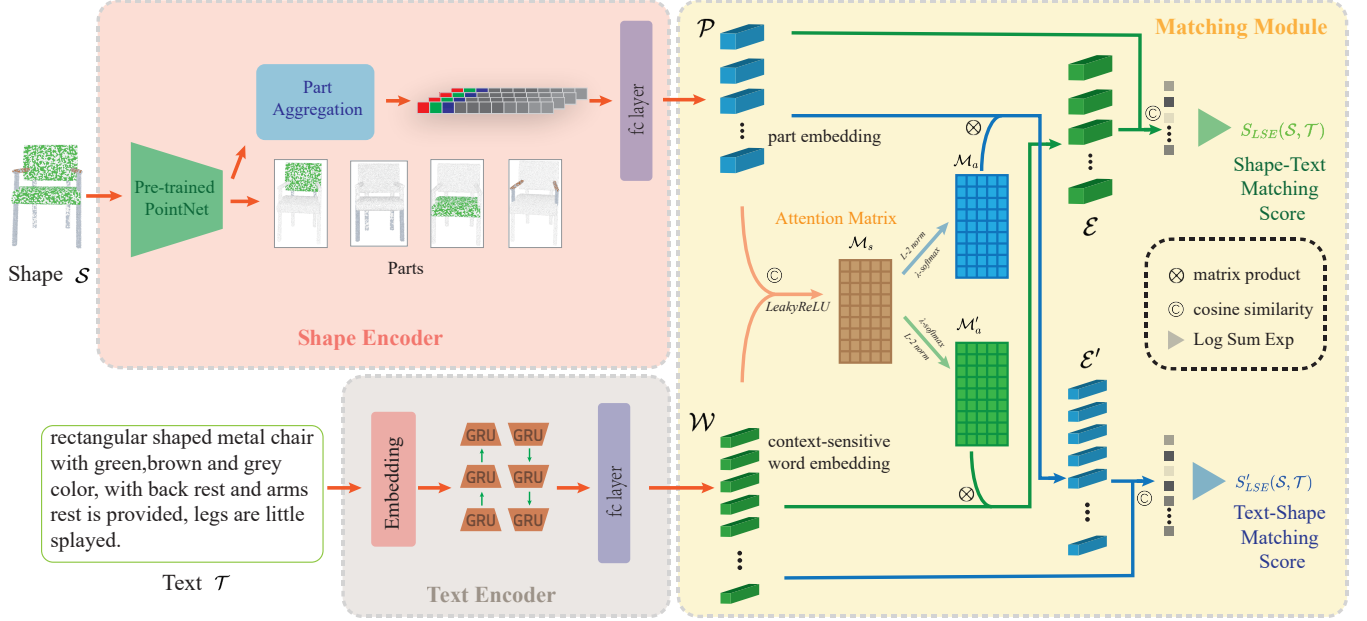 Part
Aggregation
Pre-trained
PointNet
Shape S
Parts
fc layer
Shape Encoder
rectangular shaped metal chair
with green,brown and grey
color, with back rest and arms
rest is provided, legs are little
splayed.
Text T
Embedding
GRU GRU
GRU GRU
GRU GRU
fc layer
Text Encoder
Matching Module
P
part embedding
⊗
M_a
Attention Matrix
M_s
©
LeakyReLU
L-2 norm
λ-softmax
λ-softmax
L-2 norm
M'_a
W
context-sensitive
word embedding
⊗
E
©
S_LSE(S,T)
Shape-Text
Matching
Score
⊗ matrix product
© cosine similarity
Log Sum Exp
E'
©
S'_LSE(S,T)
Text-Shape
Matching
Score